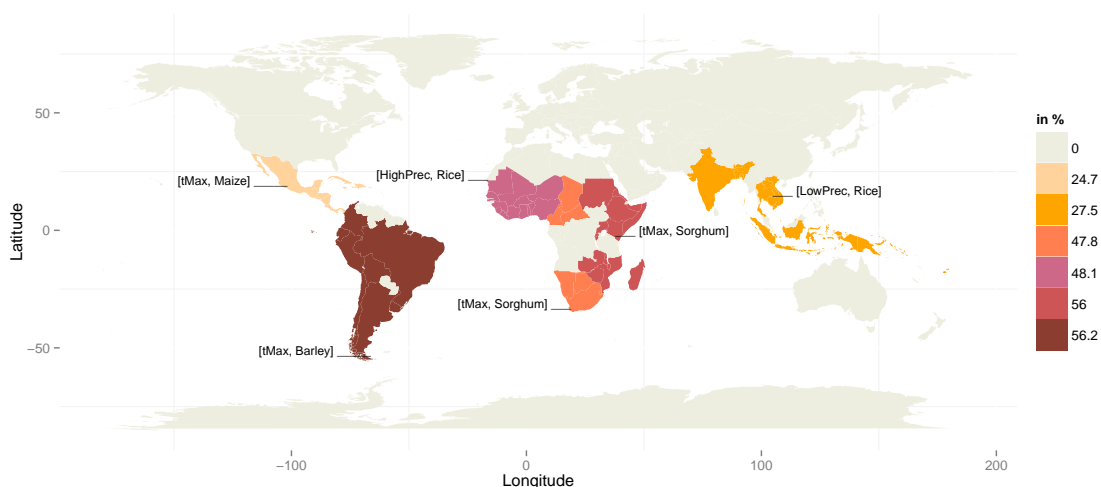 in %
0
24.7
27.5
47.8
48.1
56
56.2
50
0
−50
Latitude
[tMax, Maize]
[HighPrec, Rice]
[LowPrec, Rice]
[tMax, Sorghum]
[tMax, Sorghum]
[tMax, Barley]
−100
0
100
200
Longitude